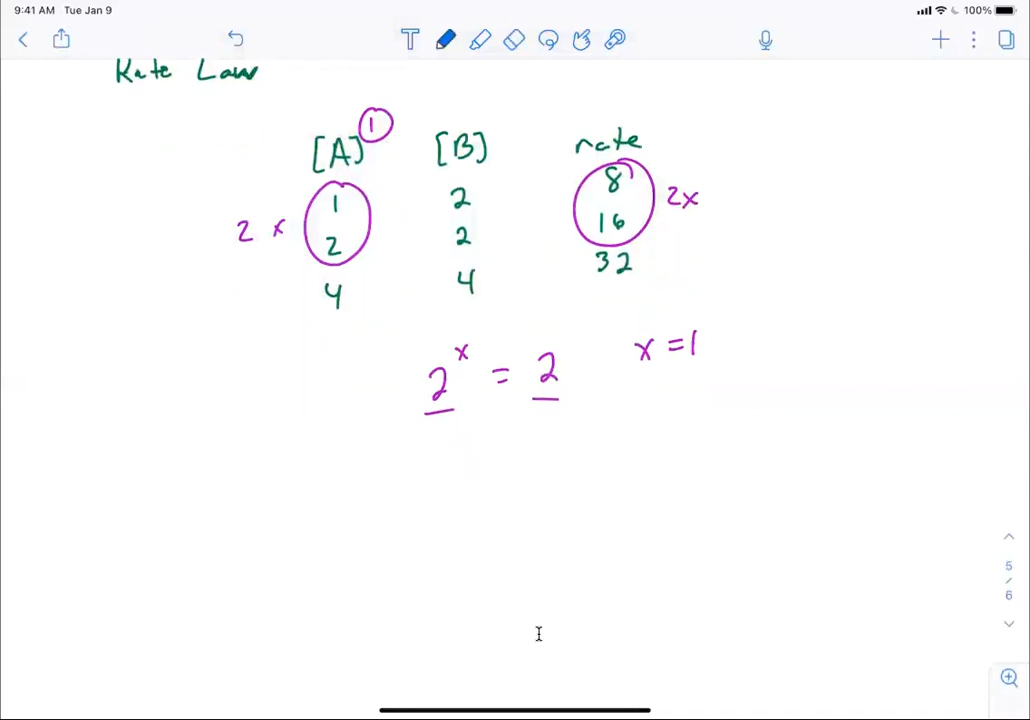 9:41 AM Tue Jan 9
100%
T
Rate Law
[A]¹ [B] rate
1 2 8
2 x
2x
2 2 16
4 4 32
2ˣ = 2
x = 1
5
/
6